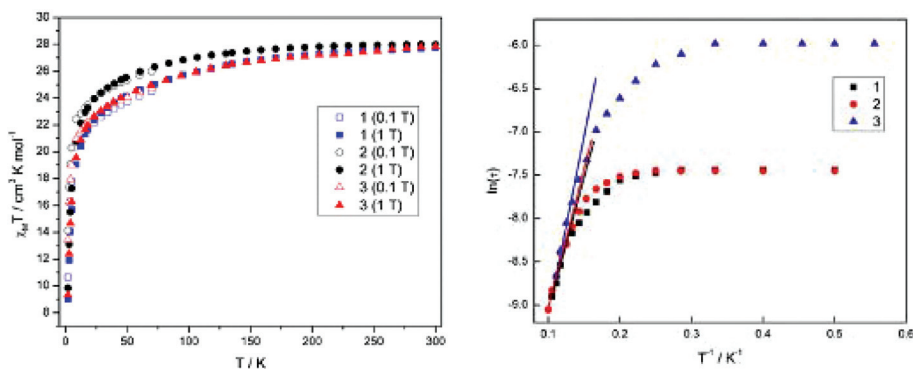 30
28
26
24
22
20
18
16
14
12
10
8
χMT / cm³ K mol⁻¹
1 (0.1 T)
1 (1 T)
2 (0.1 T)
2 (1 T)
3 (0.1 T)
3 (1 T)
0 50 100 150 200 250 300
T / K
-6.0
-6.5
-7.0
-7.5
-8.0
-8.5
-9.0
ln(τ)
1
2
3
0.1 0.2 0.3 0.4 0.5 0.6
T⁻¹ / K⁻¹